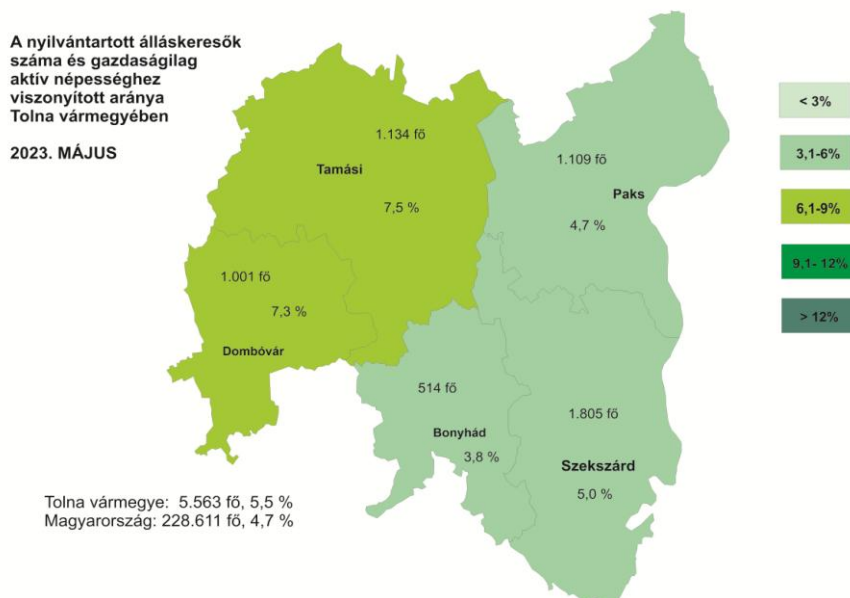 A nyilvántartott álláskeresők
száma és gazdaságilag
aktív népességhez
viszonyított aránya
Tolna vármegyében
2023. MÁJUS
< 3%
3,1-6%
6,1-9%
9,1- 12%
> 12%
1.134 fő
Tamási
7,5 %
1.109 fő
Paks
4,7 %
1.001 fő
7,3 %
Dombóvár
514 fő
Bonyhád
3,8 %
1.805 fő
Szekszárd
5,0 %
Tolna vármegye: 5.563 fő, 5,5 %
Magyarország: 228.611 fő, 4,7 %